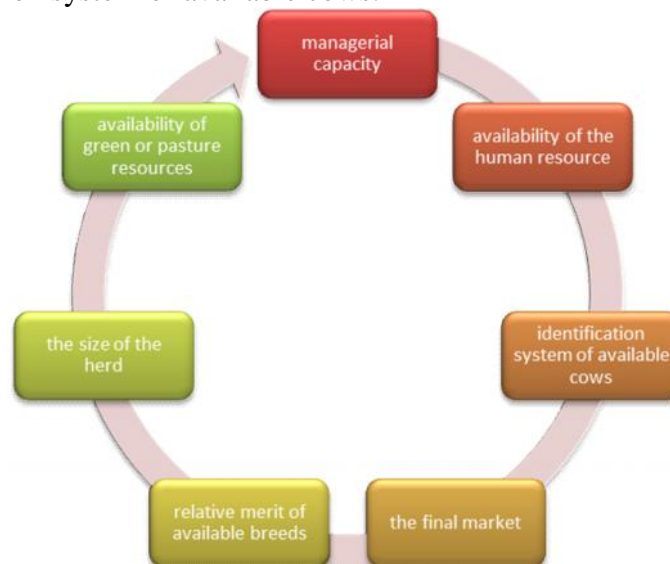 managerial
capacity
availability of the
human resource
identification
system of available
cows
the final market
relative merit of
available breeds
the size of the
herd
availability of
green or pasture
resources